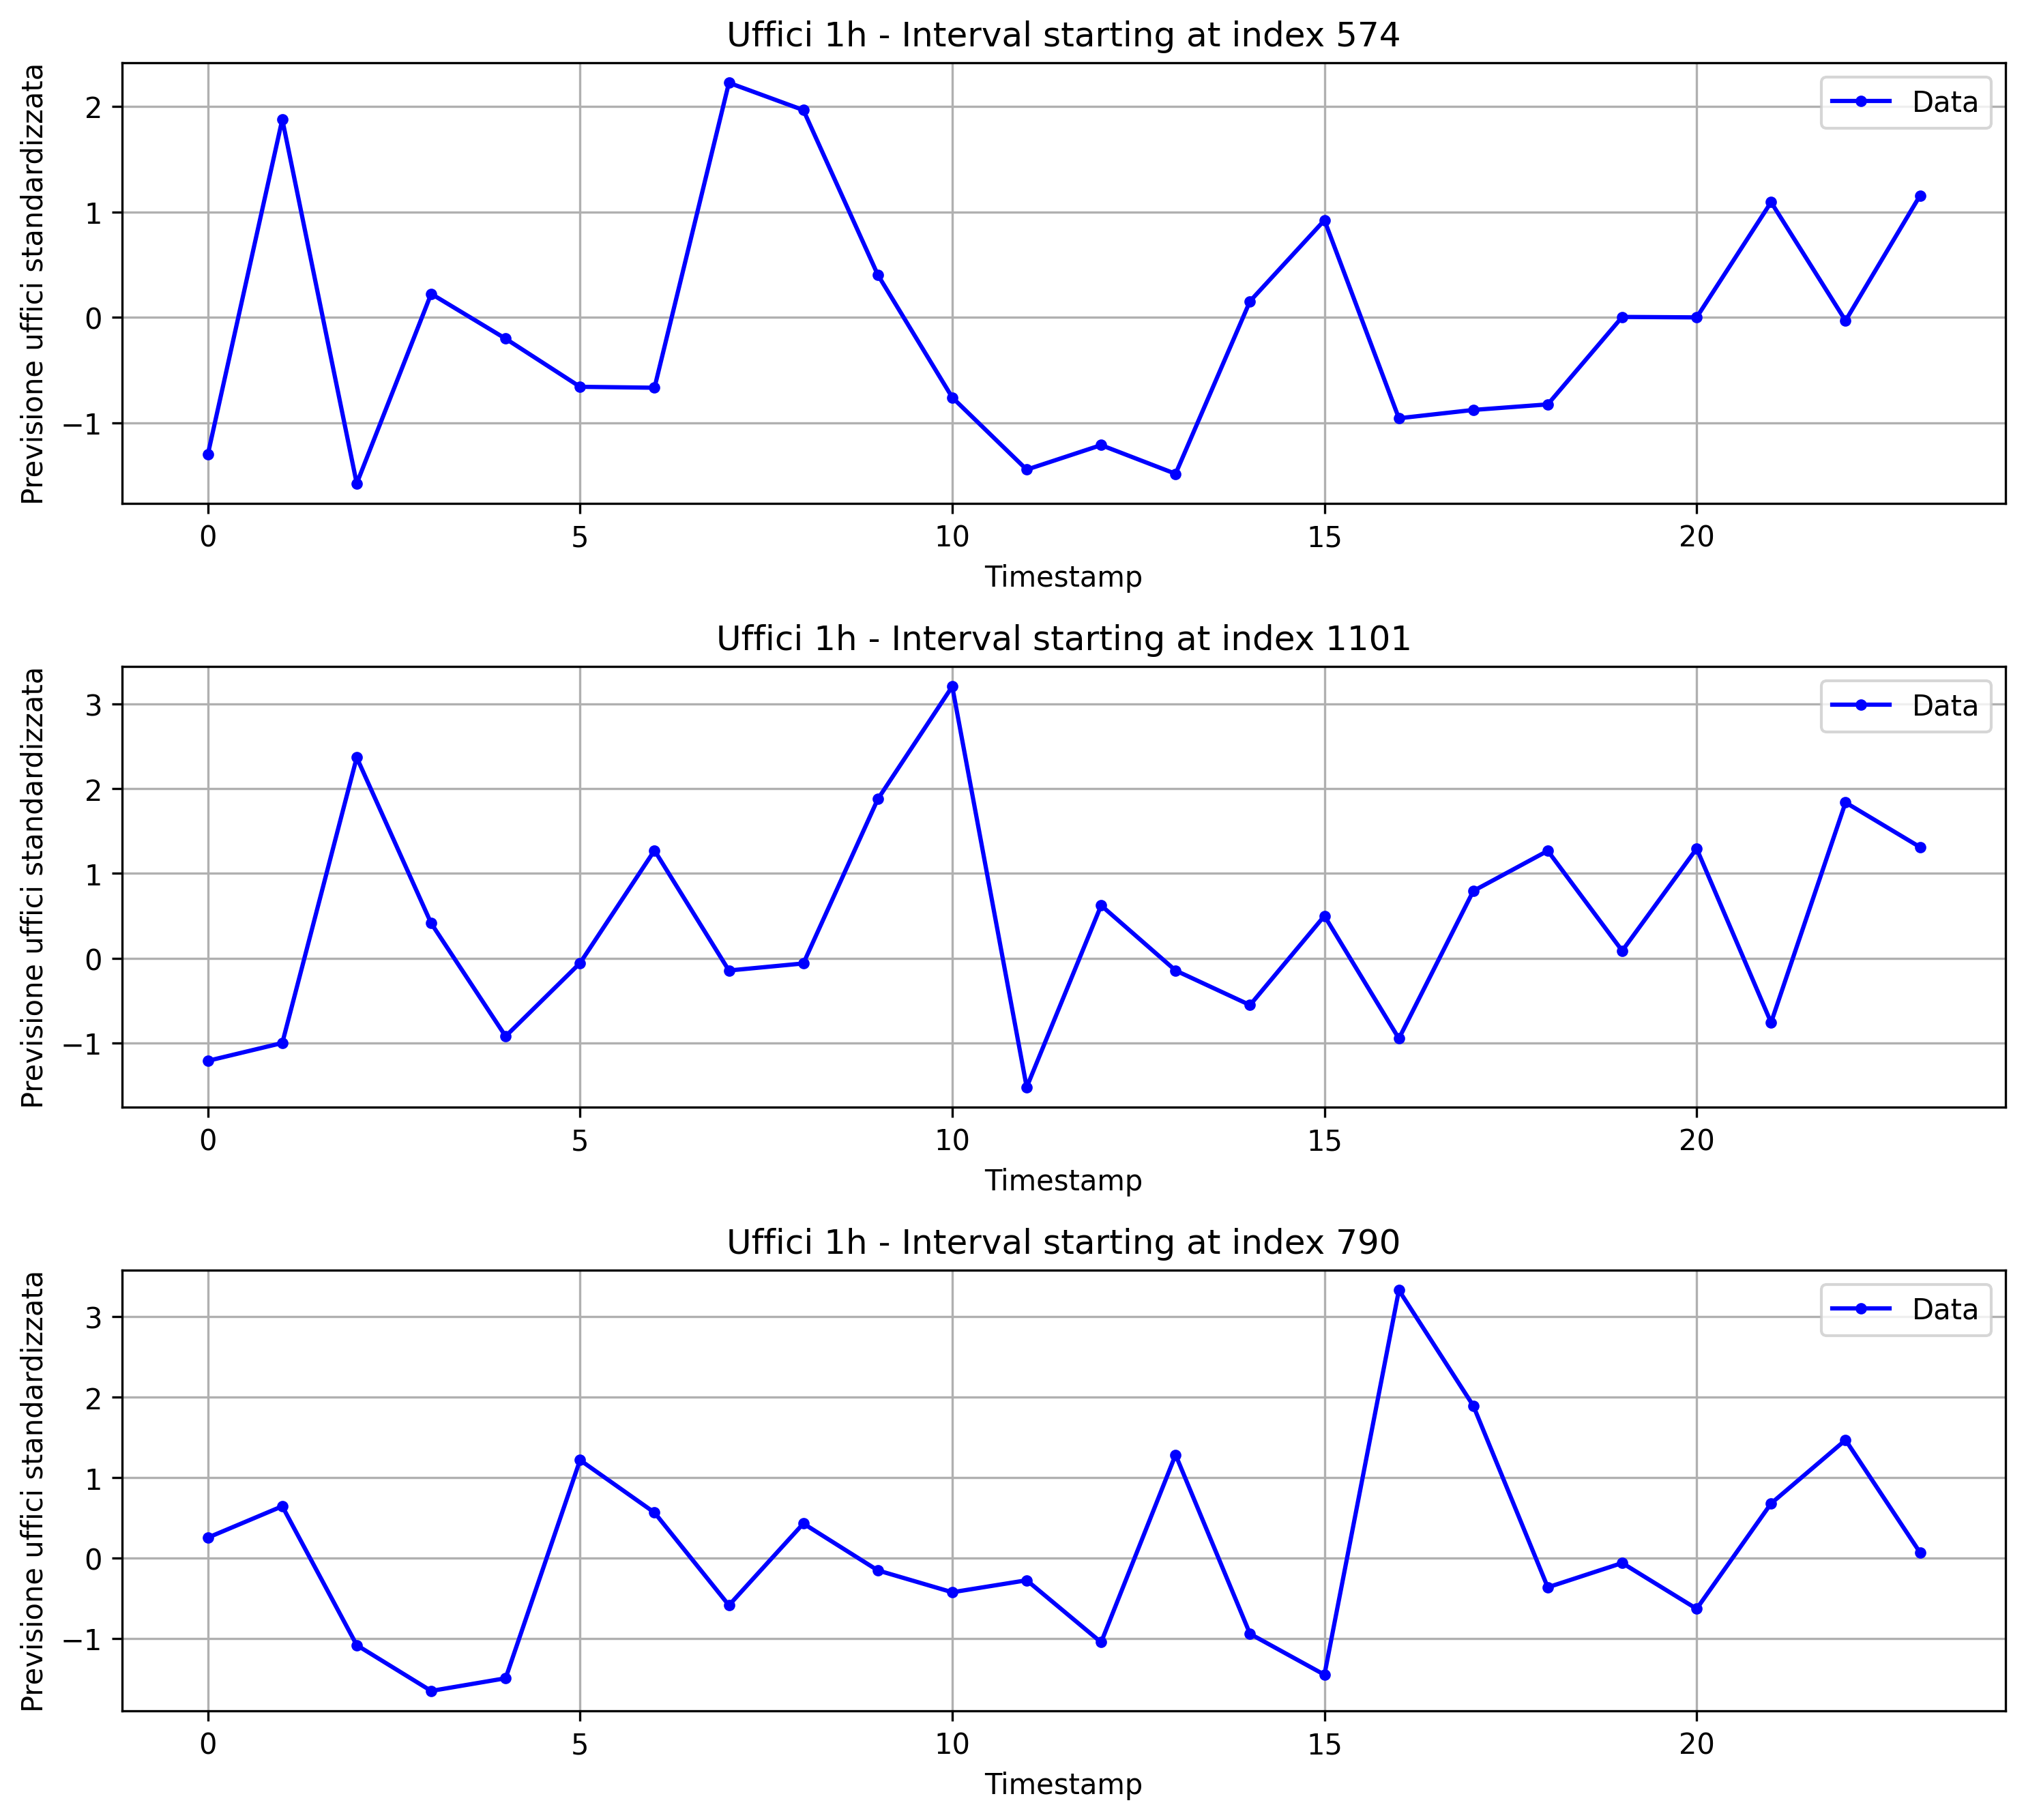 Uffici 1h - Interval starting at index 574
Previsione uffici standardizzata
2
1
0
−1
Data
0 5 10 15 20
Timestamp
Uffici 1h - Interval starting at index 1101
Previsione uffici standardizzata
3
2
1
0
−1
Data
0 5 10 15 20
Timestamp
Uffici 1h - Interval starting at index 790
Previsione uffici standardizzata
3
2
1
0
−1
Data
0 5 10 15 20
Timestamp